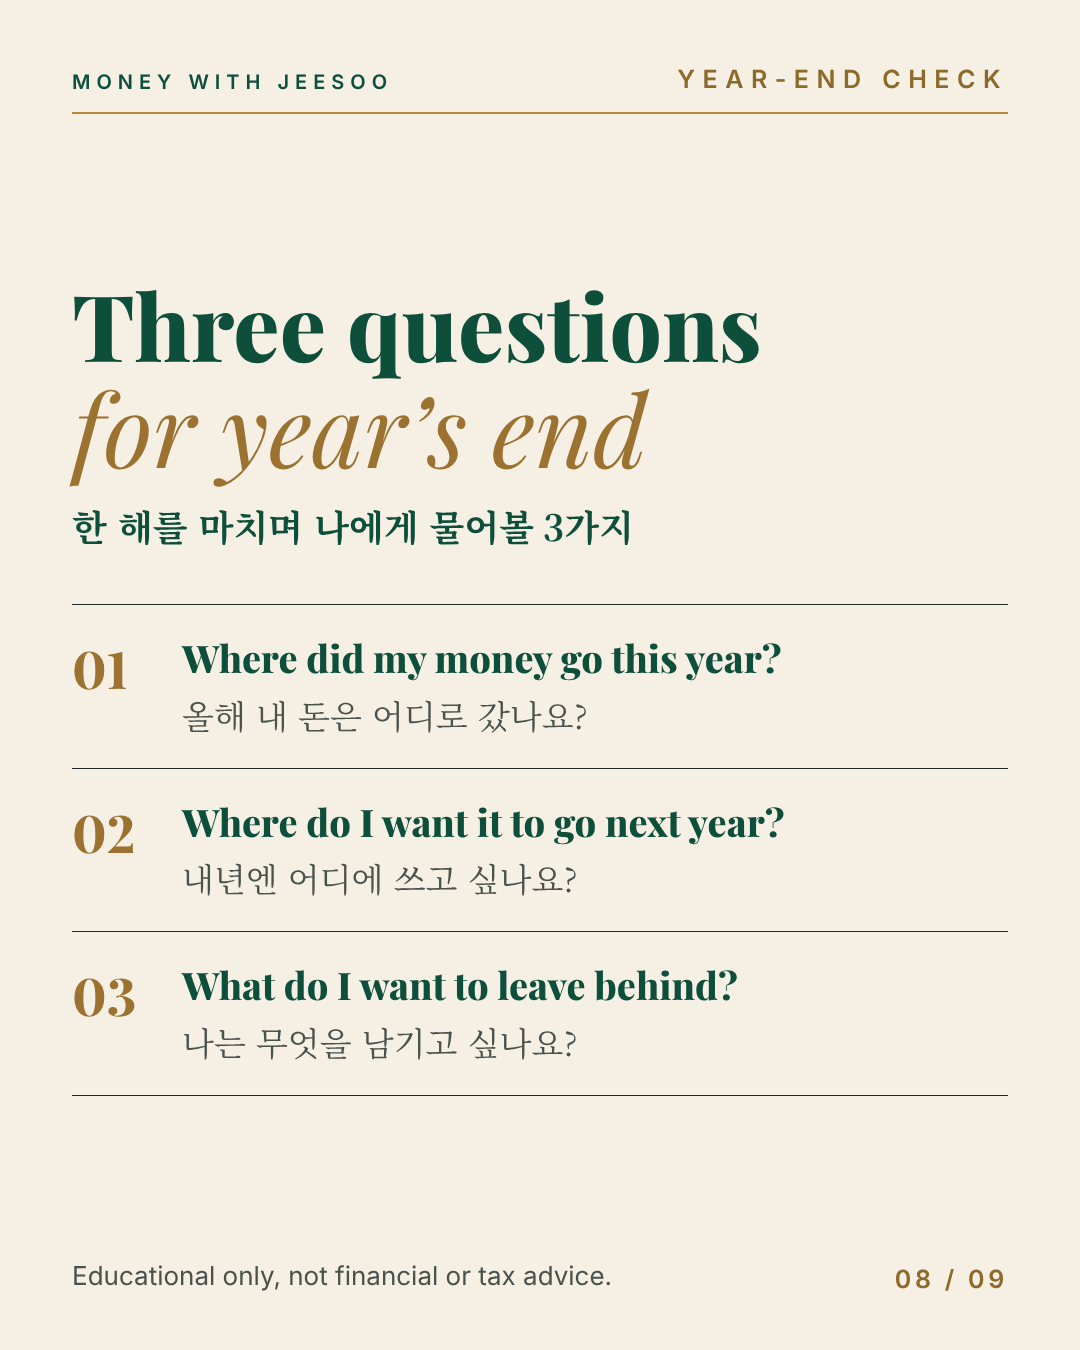 MONEY WITH JEESOO
YEAR-END CHECK
Three questions
for year’s end
한 해를 마치며 나에게 물어볼 3가지
01
Where did my money go this year?
올해 내 돈은 어디로 갔나요?
02
Where do I want it to go next year?
내년엔 어디에 쓰고 싶나요?
03
What do I want to leave behind?
나는 무엇을 남기고 싶나요?
Educational only, not financial or tax advice.
08 / 09